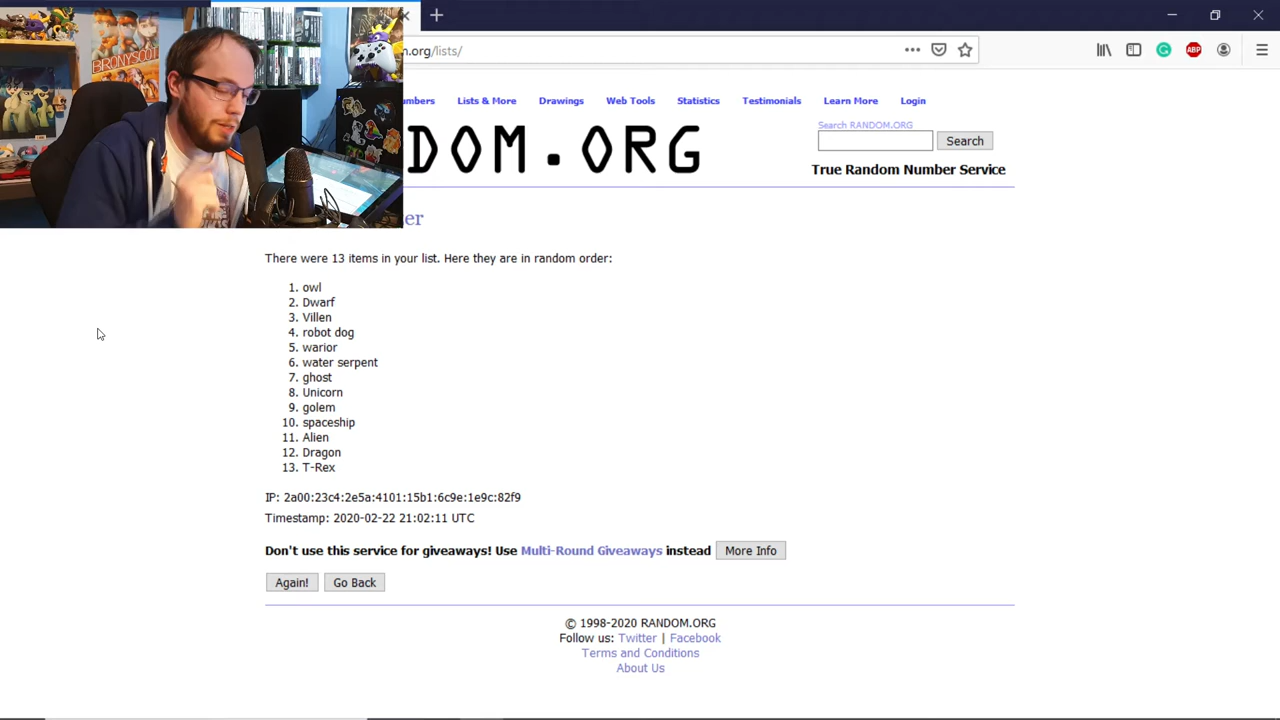 BRONYSCOT
m.org/lists/
umbers Lists & More Drawings Web Tools Statistics Testimonials Learn More Login
Search RANDOM.ORG
Search
DOM.ORG
True Random Number Service
er
There were 13 items in your list. Here they are in random order:
1. owl
2. Dwarf
3. Villen
4. robot dog
5. warior
6. water serpent
7. ghost
8. Unicorn
9. golem
10. spaceship
11. Alien
12. Dragon
13. T-Rex
IP: 2a00:23c4:2e5a:4101:15b1:6c9e:1e9c:82f9
Timestamp: 2020-02-22 21:02:11 UTC
Don't use this service for giveaways! Use Multi-Round Giveaways instead More Info
Again! Go Back
© 1998-2020 RANDOM.ORG
Follow us: Twitter | Facebook
Terms and Conditions
About Us
ABP